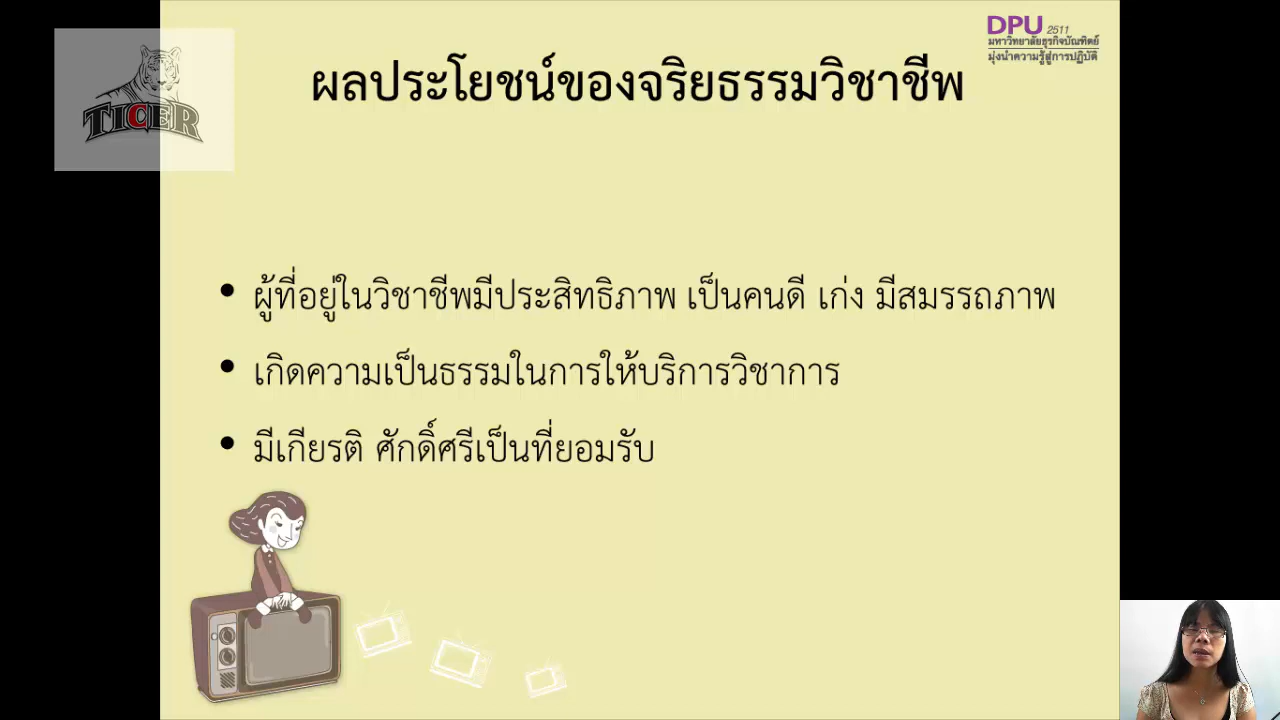 TIGER
DPU 2511
มหาวิทยาลัยธุรกิจบัณฑิตย์
มุ่งนำความรู้สู่การปฏิบัติ
ผลประโยชน์ของจริยธรรมวิชาชีพ
• ผู้ที่อยู่ในวิชาชีพมีประสิทธิภาพ เป็นคนดี เก่ง มีสมรรถภาพ
• เกิดความเป็นธรรมในการให้บริการวิชาการ
• มีเกียรติ ศักดิ์ศรีเป็นที่ยอมรับ